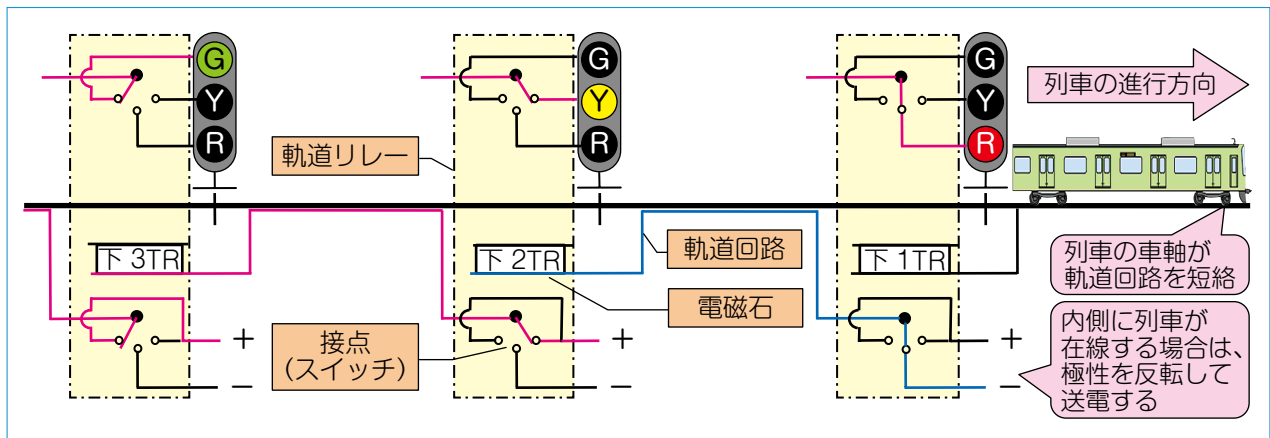 G
Y
R
G
Y
R
G
Y
R
列車の進行方向
軌道リレー
下 3TR
下 2TR
下 1TR
軌道回路
電磁石
接点
(スイッチ)
+
−
+
−
+
−
列車の車軸が
軌道回路を短絡
内側に列車が
在線する場合は、
極性を反転して
送電する